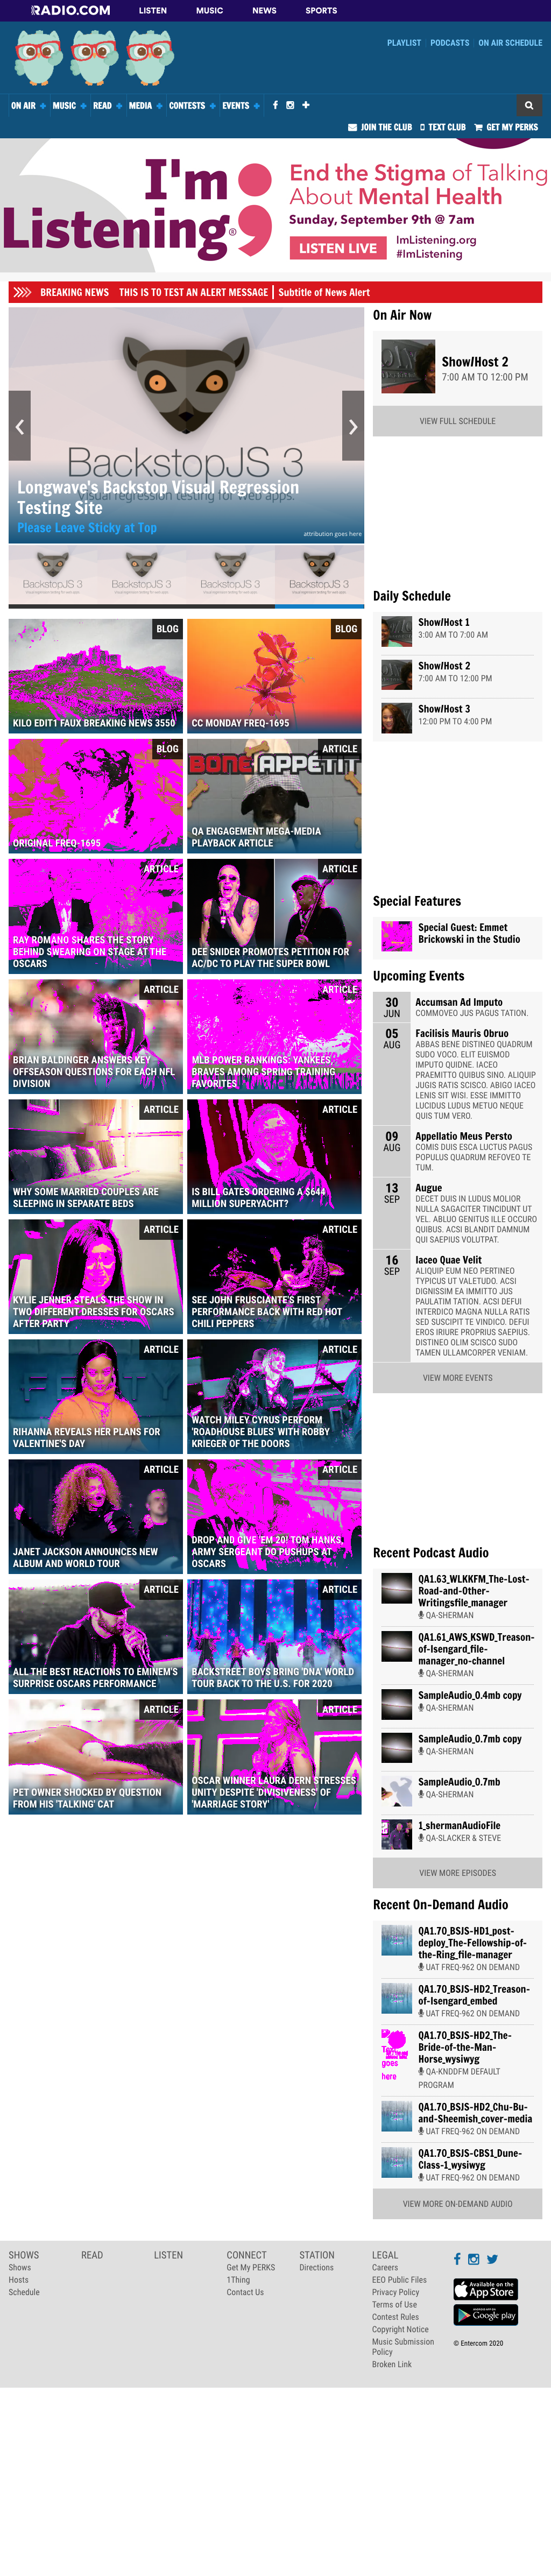 RADIO.COM LISTEN MUSIC NEWS SPORTS
PLAYLIST PODCASTS ON AIR SCHEDULE
ON AIR MUSIC READ MEDIA CONTESTS EVENTS
JOIN THE CLUB TEXT CLUB GET MY PERKS
I'm
Listening®
End the Stigma of Talking
About Mental Health
Sunday, September 9th @ 7am
LISTEN LIVE
ImListening.org
#ImListening
BREAKING NEWS THIS IS TO TEST AN ALERT MESSAGE Subtitle of News Alert
BackstopJS 3
Visual regression testing for web apps.
Longwave's Backstop Visual Regression
Testing Site
Please Leave Sticky at Top
attribution goes here
BackstopJS 3
BackstopJS 3
BackstopJS 3
BackstopJS 3
BLOG
KILO EDIT1 FAUX BREAKING NEWS 3550
BLOG
CC MONDAY FREQ-1695
BLOG
ORIGINAL FREQ-1695
ARTICLE
BONE APPÉTIT
QA ENGAGEMENT MEGA-MEDIA
PLAYBACK ARTICLE
ARTICLE
RAY ROMANO SHARES THE STORY
BEHIND SWEARING ON STAGE AT THE
OSCARS
ARTICLE
DEE SNIDER PROMOTES PETITION FOR
AC/DC TO PLAY THE SUPER BOWL
ARTICLE
BRIAN BALDINGER ANSWERS KEY
OFFSEASON QUESTIONS FOR EACH NFL
DIVISION
ARTICLE
MLB POWER RANKINGS: YANKEES,
BRAVES AMONG SPRING TRAINING
FAVORITES
ARTICLE
WHY SOME MARRIED COUPLES ARE
SLEEPING IN SEPARATE BEDS
ARTICLE
IS BILL GATES ORDERING A $644
MILLION SUPERYACHT?
ARTICLE
KYLIE JENNER STEALS THE SHOW IN
TWO DIFFERENT DRESSES FOR OSCARS
AFTER PARTY
ARTICLE
SEE JOHN FRUSCIANTE'S FIRST
PERFORMANCE BACK WITH RED HOT
CHILI PEPPERS
ARTICLE
RIHANNA REVEALS HER PLANS FOR
VALENTINE'S DAY
ARTICLE
WATCH MILEY CYRUS PERFORM
'ROADHOUSE BLUES' WITH ROBBY
KRIEGER OF THE DOORS
ARTICLE
JANET JACKSON ANNOUNCES NEW
ALBUM AND WORLD TOUR
ARTICLE
DROP AND GIVE 'EM 20! TOM HANKS,
ARMY SERGEANT DO PUSHUPS AT
OSCARS
ARTICLE
ALL THE BEST REACTIONS TO EMINEM'S
SURPRISE OSCARS PERFORMANCE
ARTICLE
BACKSTREET BOYS BRING 'DNA' WORLD
TOUR BACK TO THE U.S. FOR 2020
ARTICLE
PET OWNER SHOCKED BY QUESTION
FROM HIS 'TALKING' CAT
ARTICLE
OSCAR WINNER LAURA DERN STRESSES
UNITY DESPITE 'DIVISIVENESS' OF
'MARRIAGE STORY'
On Air Now
Show/Host 2
7:00 AM TO 12:00 PM
VIEW FULL SCHEDULE
Daily Schedule
Show/Host 1
3:00 AM TO 7:00 AM
Show/Host 2
7:00 AM TO 12:00 PM
Show/Host 3
12:00 PM TO 4:00 PM
Special Features
Special Guest: Emmet
Brickowski in the Studio
Upcoming Events
30 JUN
Accumsan Ad Imputo
COMMOVEO JUS PAGUS TATION.
05 AUG
Facilisis Mauris Obruo
ABBAS BENE DISTINEO QUADRUM
SUDO VOCO. ELIT EUISMOD
IMPUTO QUIDNE. IACEO
PRAEMITTO QUIBUS SINO. ALIQUIP
JUGIS RATIS SCISCO. ABIGO IACEO
LENIS SIT WISI. ESSE IMMITTO
LUCIDUS LUDUS METUO NEQUE
QUIS TUM VERO.
09 AUG
Appellatio Meus Persto
COMIS DUIS ESCA LUCTUS PAGUS
POPULUS QUADRUM REFOVEO TE
TUM.
13 SEP
Augue
DECET DUIS IN LUDUS MOLIOR
NULLA SAGACITER TINCIDUNT UT
VEL. ABLUO GENITUS ILLE OCCURO
QUIBUS. ACSI BLANDIT DAMNUM
QUI SAEPIUS VOLUTPAT.
16 SEP
Iaceo Quae Velit
ALIQUIP EUM NEO PERTINEO
TYPICUS UT VALETUDO. ACSI
DIGNISSIM EA IMMITTO JUS
PAULATIM TATION. ACSI DEFUI
INTERDICO MAGNA NULLA RATIS
SED SUSCIPIT TE VINDICO. DEFUI
EROS IRIURE PROPRIUS SAEPIUS.
DISTINEO OLIM SCISCO SUDO
TAMEN ULLAMCORPER VENIAM.
VIEW MORE EVENTS
Recent Podcast Audio
QA1.63_WLKKFM_The-Lost-
Road-and-Other-
Writingsfile_manager
QA-SHERMAN
QA1.61_AWS_KSWD_Treason-
of-Isengard_file-
manager_no-channel
QA-SHERMAN
SampleAudio_0.4mb copy
QA-SHERMAN
SampleAudio_0.7mb copy
QA-SHERMAN
SampleAudio_0.7mb
QA-SHERMAN
1_shermanAudioFile
QA-SLACKER & STEVE
VIEW MORE EPISODES
Recent On-Demand Audio
QA1.70_BSJS-HD1_post-
deploy_The-Fellowship-of-
the-Ring_file-manager
UAT FREQ-962 ON DEMAND
QA1.70_BSJS-HD2_Treason-
of-Isengard_embed
UAT FREQ-962 ON DEMAND
goes
here
QA1.70_BSJS-HD2_The-
Bride-of-the-Man-
Horse_wysiwyg
QA-KNDDFM DEFAULT
PROGRAM
QA1.70_BSJS-HD2_Chu-Bu-
and-Sheemish_cover-media
UAT FREQ-962 ON DEMAND
QA1.70_BSJS-CBS1_Dune-
Class-1_wysiwyg
UAT FREQ-962 ON DEMAND
VIEW MORE ON-DEMAND AUDIO
SHOWS
Shows
Hosts
Schedule
READ
LISTEN
CONNECT
Get My PERKS
1Thing
Contact Us
STATION
Directions
LEGAL
Careers
EEO Public Files
Privacy Policy
Terms of Use
Contest Rules
Copyright Notice
Music Submission
Policy
Broken Link
Available on the
App Store
ANDROID APP ON
Google play
© Entercom 2020